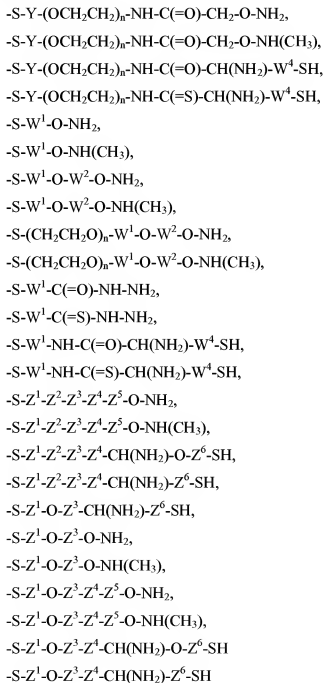 -S-Y-(OCH₂CH₂)ₙ-NH-C(=O)-CH₂-O-NH₂,
-S-Y-(OCH₂CH₂)ₙ-NH-C(=O)-CH₂-O-NH(CH₃),
-S-Y-(OCH₂CH₂)ₙ-NH-C(=O)-CH(NH₂)-W⁴-SH,
-S-Y-(OCH₂CH₂)ₙ-NH-C(=S)-CH(NH₂)-W⁴-SH,
-S-W¹-O-NH₂,
-S-W¹-O-NH(CH₃),
-S-W¹-O-W²-O-NH₂,
-S-W¹-O-W²-O-NH(CH₃),
-S-(CH₂CH₂O)ₙ-W¹-O-W²-O-NH₂,
-S-(CH₂CH₂O)ₙ-W¹-O-W²-O-NH(CH₃),
-S-W¹-C(=O)-NH-NH₂,
-S-W¹-C(=S)-NH-NH₂,
-S-W¹-NH-C(=O)-CH(NH₂)-W⁴-SH,
-S-W¹-NH-C(=S)-CH(NH₂)-W⁴-SH,
-S-Z¹-Z²-Z³-Z⁴-Z⁵-O-NH₂,
-S-Z¹-Z²-Z³-Z⁴-Z⁵-O-NH(CH₃),
-S-Z¹-Z²-Z³-Z⁴-CH(NH₂)-O-Z⁶-SH,
-S-Z¹-Z²-Z³-Z⁴-CH(NH₂)-Z⁶-SH,
-S-Z¹-O-Z³-CH(NH₂)-Z⁶-SH,
-S-Z¹-O-Z³-O-NH₂,
-S-Z¹-O-Z³-O-NH(CH₃),
-S-Z¹-O-Z³-Z⁴-Z⁵-O-NH₂,
-S-Z¹-O-Z³-Z⁴-Z⁵-O-NH(CH₃),
-S-Z¹-O-Z³-Z⁴-CH(NH₂)-O-Z⁶-SH
-S-Z¹-O-Z³-Z⁴-CH(NH₂)-Z⁶-SH